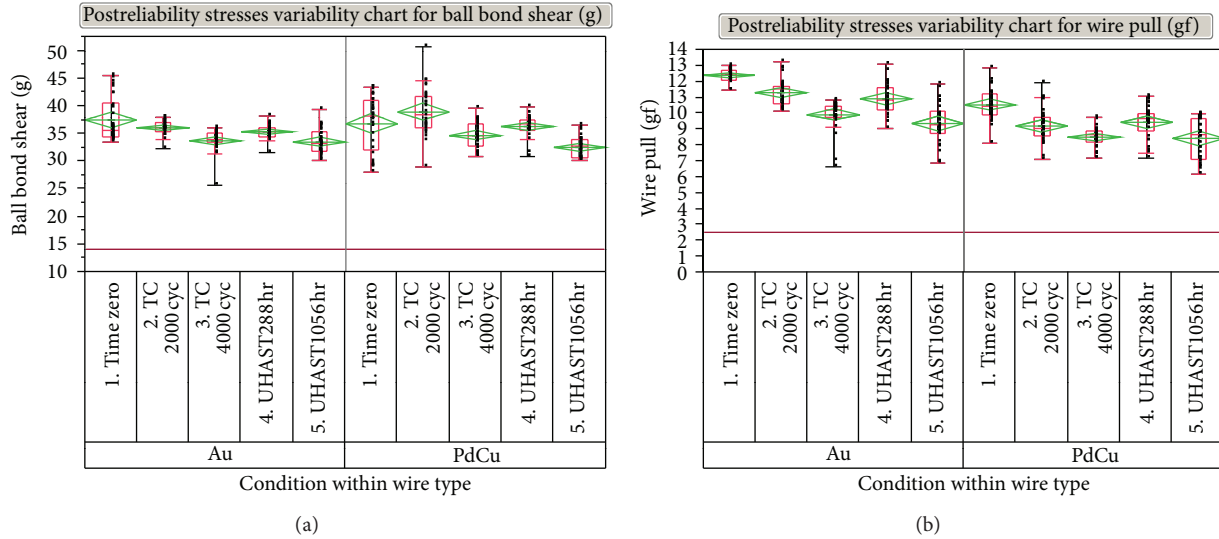 Postreliability stresses variability chart for ball bond shear (g)
Ball bond shear (g)
50
45
40
35
30
25
20
15
10
1. Time zero
2. TC
2000 cyc
3. TC
4000 cyc
4. UHAST288hr
5. UHAST1056hr
1. Time zero
2. TC
2000 cyc
3. TC
4000 cyc
4. UHAST288hr
5. UHAST1056hr
Au
PdCu
Condition within wire type
(a)
Postreliability stresses variability chart for wire pull (gf)
Wire pull (gf)
14
13
12
10
9
8
6
5
4
3
2
0
1. Time zero
2. TC
2000 cyc
3. TC
4000 cyc
4. UHAST288hr
5. UHAST1056hr
1. Time zero
2. TC
2000 cyc
3. TC
4000 cyc
4. UHAST288hr
5. UHAST1056hr
Au
PdCu
Condition within wire type
(b)